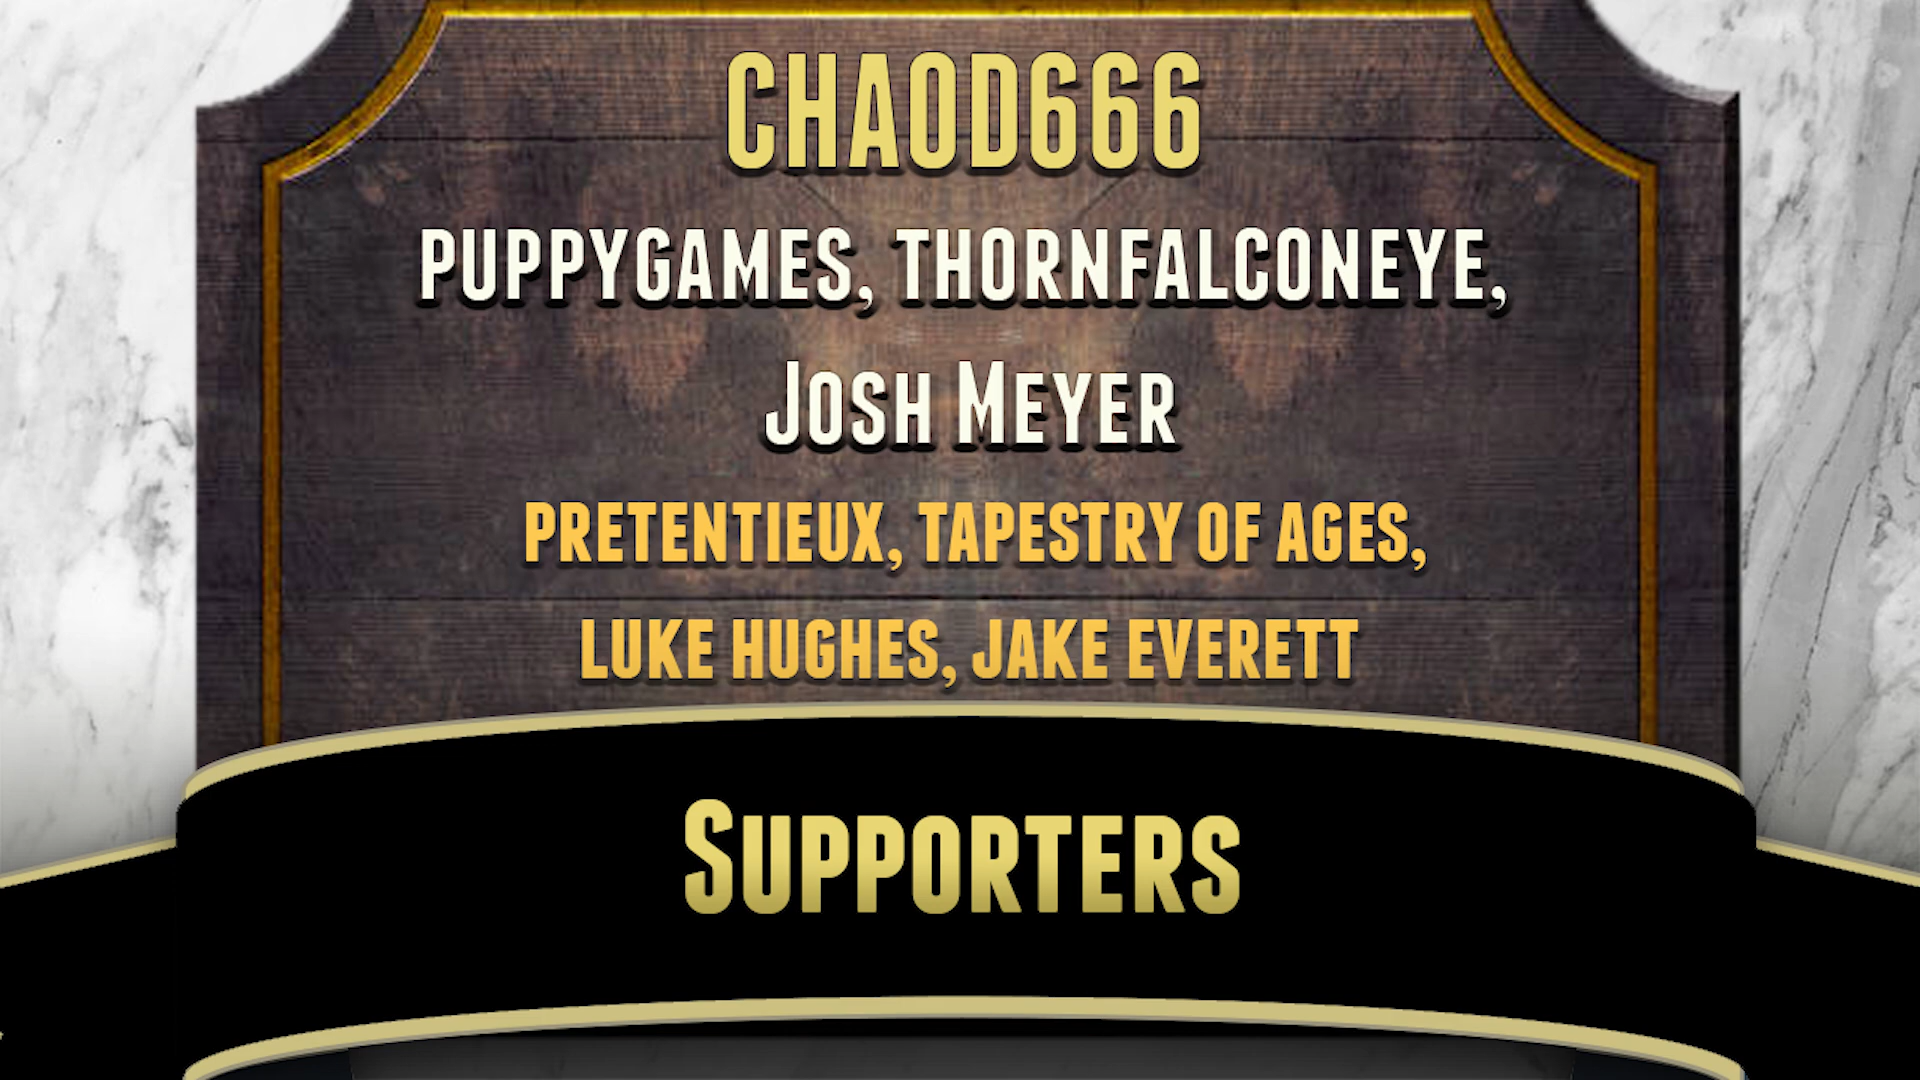 CHAOD666
PUPPYGAMES, THORNFALCONEYE,
JOSH MEYER
PRETENTIEUX, TAPESTRY OF AGES,
LUKE HUGHES, JAKE EVERETT
SUPPORTERS